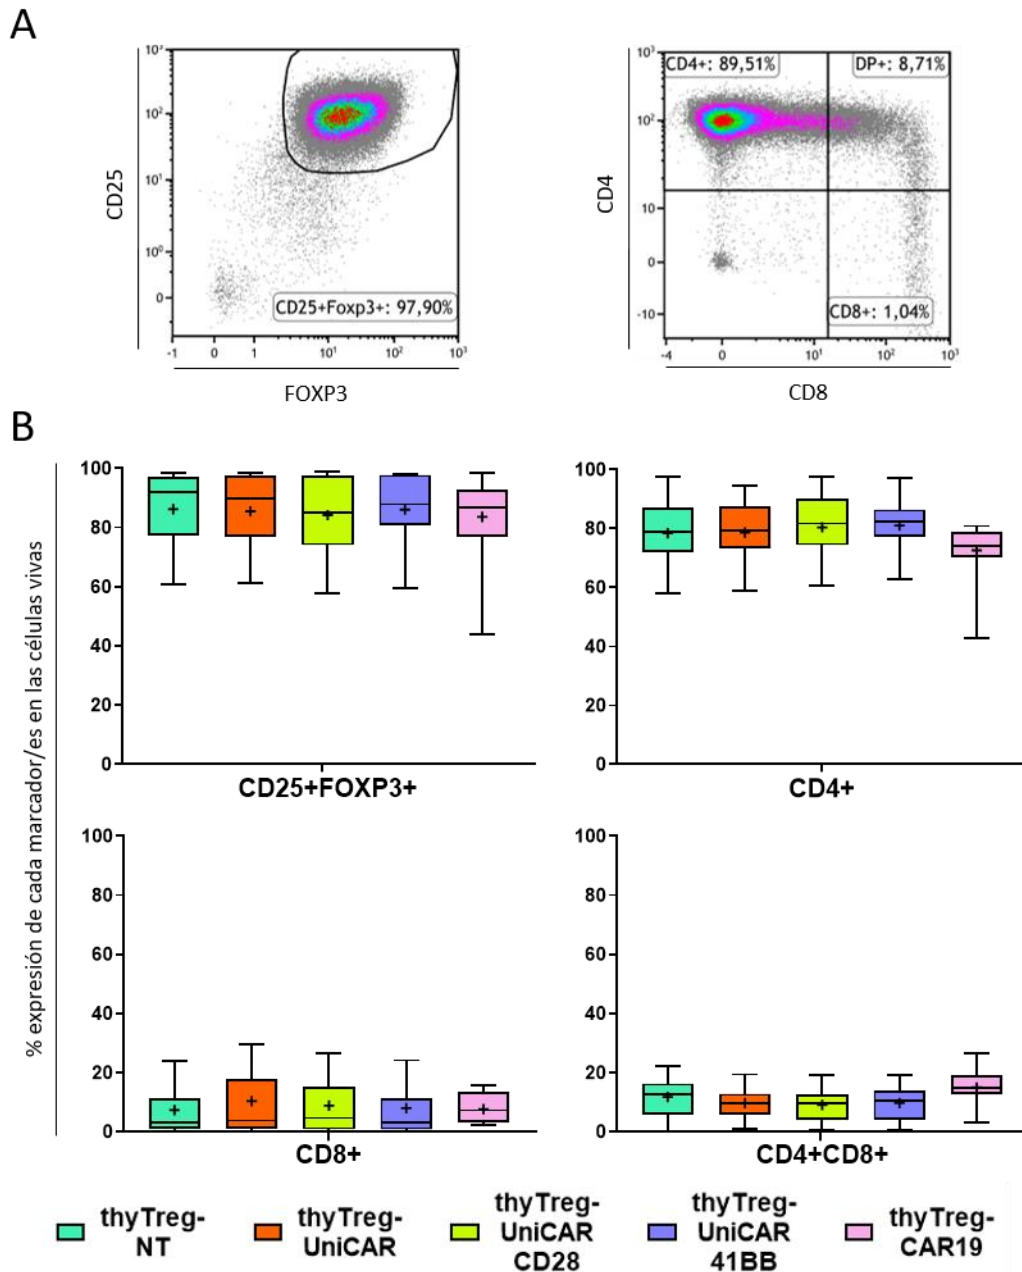 A
10³
10²
10¹
10⁰
0
CD25
CD25+Foxp3+: 97,90%
-1
0
1
10¹
10²
10³
FOXP3
10³
10²
10
0
-10
CD4
CD4+: 89,51%
DP+: 8,71%
CD8+: 1,04%
-4
0
10¹
10²
10³
CD8
B
% expresión de cada marcador/es en las células vivas
100
80
60
40
20
0
CD25+FOXP3+
100
80
60
40
20
0
CD4+
100
80
60
40
20
0
CD8+
100
80
60
40
20
0
CD4+CD8+
thyTreg-
NT
thyTreg-
UniCAR
thyTreg-
UniCAR
CD28
thyTreg-
UniCAR
41BB
thyTreg-
CAR19